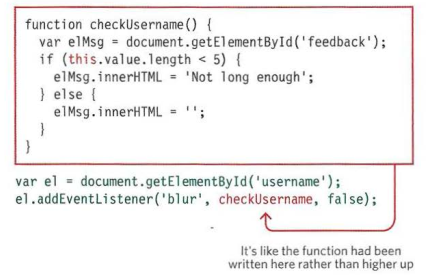 function checkUsername() {
  var elMsg = document.getElementById('feedback');
  if (this.value.length < 5) {
    elMsg.innerHTML = 'Not long enough';
  } else {
    elMsg.innerHTML = '';
  }
}
var el = document.getElementById('username');
el.addEventListener('blur', checkUsername, false);
It's like the function had been
written here rather than higher up